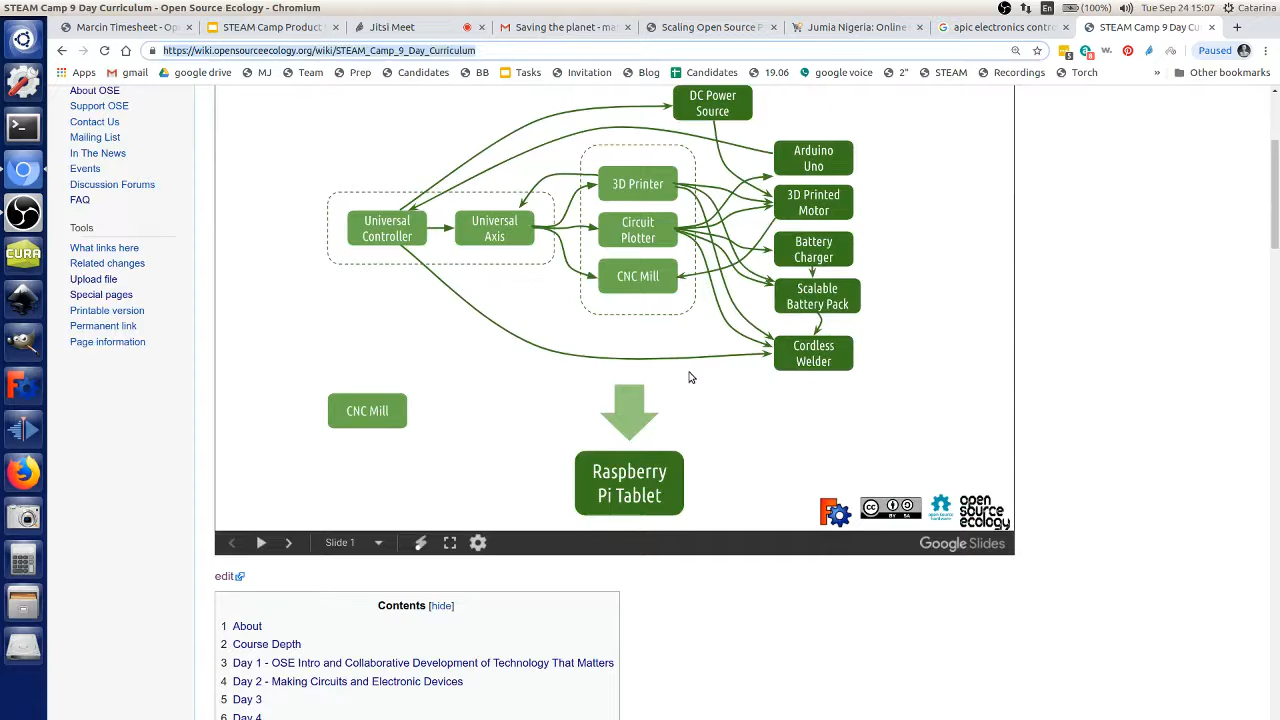 STEAM Camp 9 Day Curriculum - Open Source Ecology - Chromium
En (100%) Tue Sep 24 15:07 Catarina
Marcin Timesheet - Op
STEAM Camp Product
Jitsi Meet
Saving the planet - ma
Scaling Open Source P
Jumia Nigeria: Online
apic electronics contro
STEAM Camp 9 Day Cu
https://wiki.opensourceecology.org/wiki/STEAM_Camp_9_Day_Curriculum
Paused
Apps gmail google drive MJ Team Prep Candidates BB Tasks Invitation Blog Candidates 19.06 google voice 2" STEAM Recordings Torch » Other bookmarks
About OSE
Support OSE
Contact Us
Mailing List
In The News
Events
Discussion Forums
FAQ
Tools
What links here
Related changes
Upload file
Special pages
Printable version
Permanent link
Page information
CURA
DC Power
Source
Arduino
Uno
3D Printer
3D Printed
Motor
Universal
Controller
Universal
Axis
Circuit
Plotter
Battery
Charger
CNC Mill
Scalable
Battery Pack
Cordless
Welder
CNC Mill
Raspberry
Pi Tablet
CC BY SA
open
source
ecology
Slide 1
Google Slides
edit
Contents [hide]
1 About
2 Course Depth
3 Day 1 - OSE Intro and Collaborative Development of Technology That Matters
4 Day 2 - Making Circuits and Electronic Devices
5 Day 3
6 Day 4